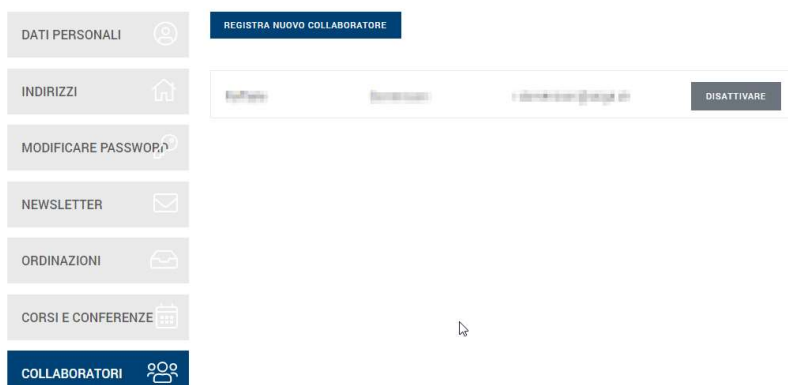 DATI PERSONALI
REGISTRA NUOVO COLLABORATORE
INDIRIZZI
DISATTIVARE
MODIFICARE PASSWORD
NEWSLETTER
ORDINAZIONI
CORSI E CONFERENZE
COLLABORATORI